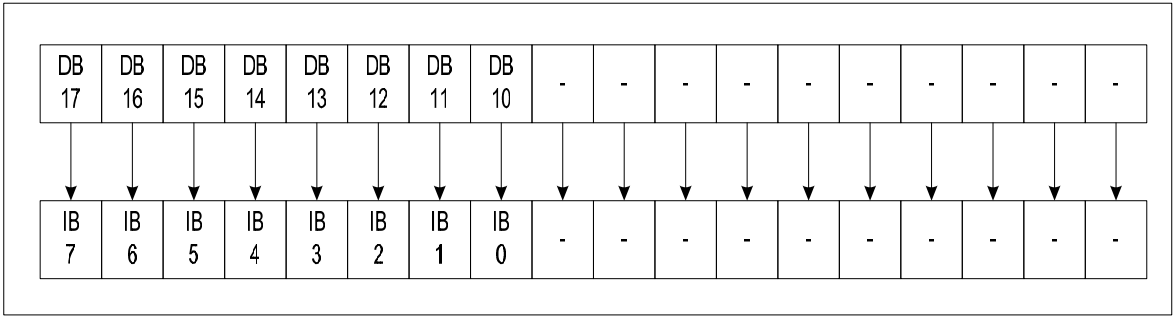 DB DB DB DB DB DB DB DB
17 16 15 14 13 12 11 10 - - - - - - - - - -
IB IB IB IB IB IB IB IB
7 6 5 4 3 2 1 0 - - - - - - - - - -